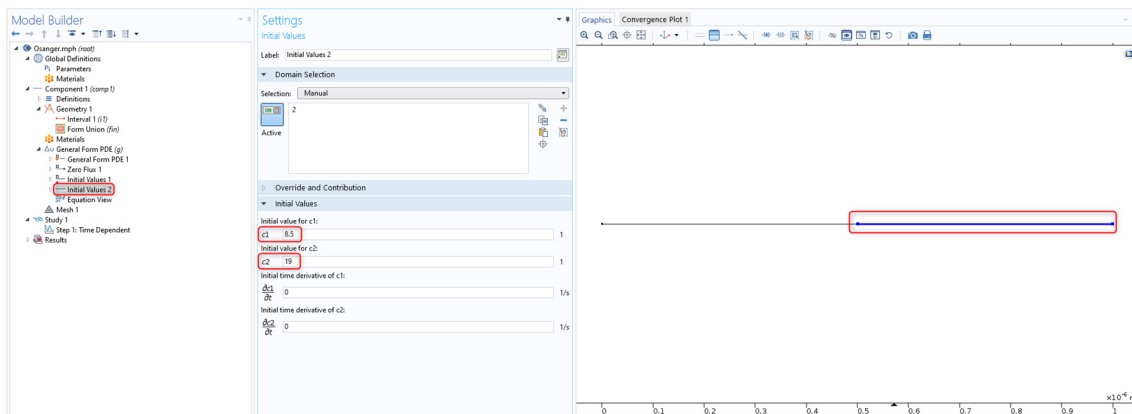 Model Builder
Osanger.mph (root)
Global Definitions
Pi Parameters
Materials
Component 1 (comp1)
Definitions
Geometry 1
Interval 1 (i1)
Form Union (fin)
Materials
Δu General Form PDE (g)
General Form PDE 1
Zero Flux 1
Initial Values 1
Initial Values 2
Equation View
Mesh 1
Study 1
Step 1: Time Dependent
Results
Settings
Initial Values
Label: Initial Values 2
Domain Selection
Selection: Manual
ON
2
Active
Override and Contribution
Initial Values
Initial value for c1:
c1 8.5 1
Initial value for c2:
c2 19 1
Initial time derivative of c1:
∂c1
∂t
0 1/s
Initial time derivative of c2:
∂c2
∂t
0 1/s
Graphics Convergence Plot 1
×10⁻⁶
0 0.1 0.2 0.3 0.4 0.5 0.6 0.7 0.8 0.9 1